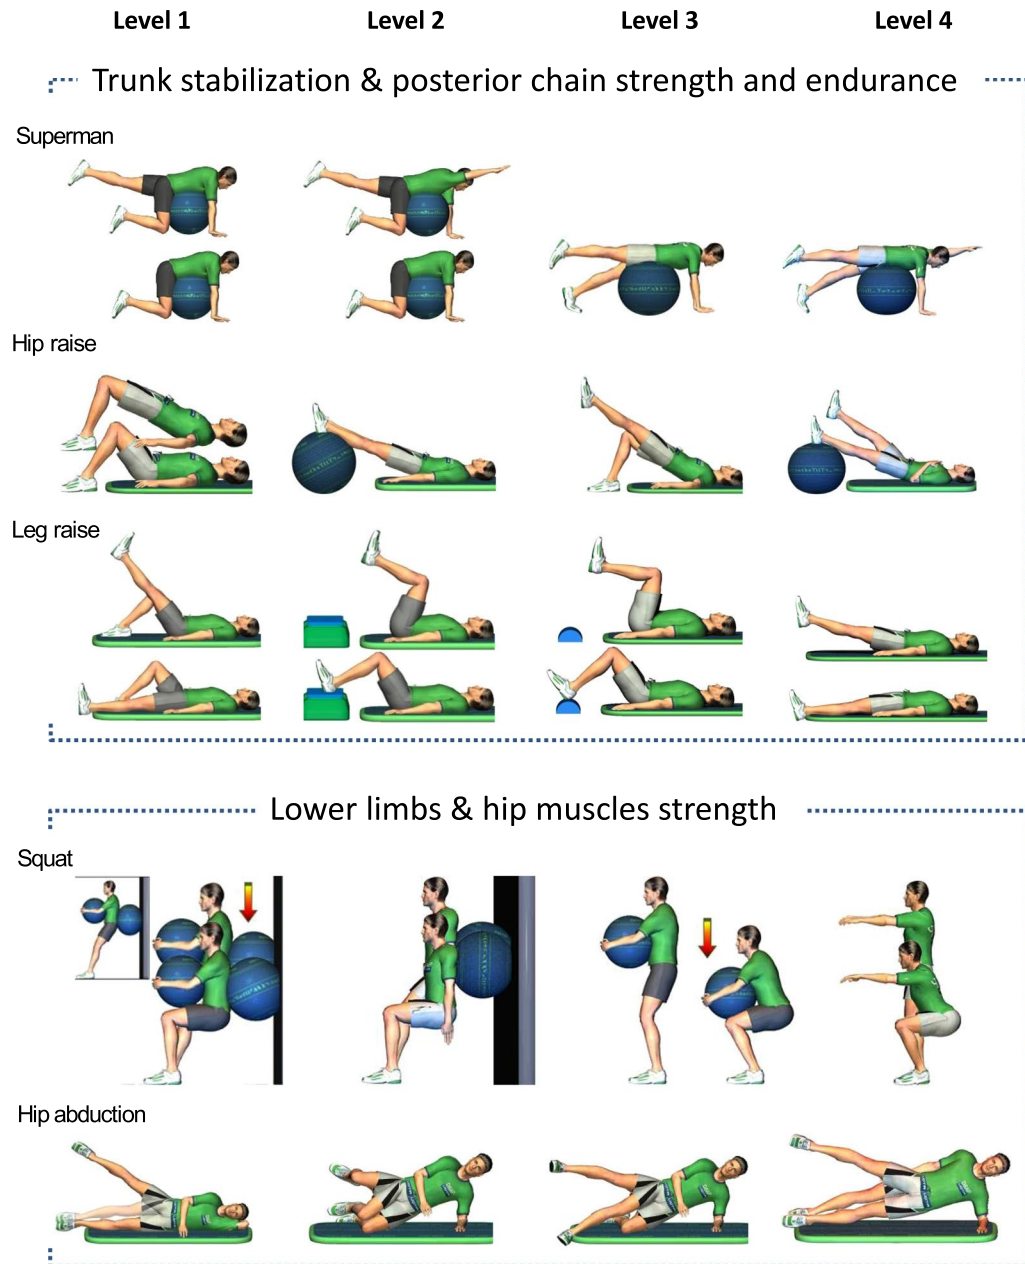 Level 1 Level 2 Level 3 Level 4
Trunk stabilization & posterior chain strength and endurance
Superman
Hip raise
Leg raise
Lower limbs & hip muscles strength
Squat
Hip abduction